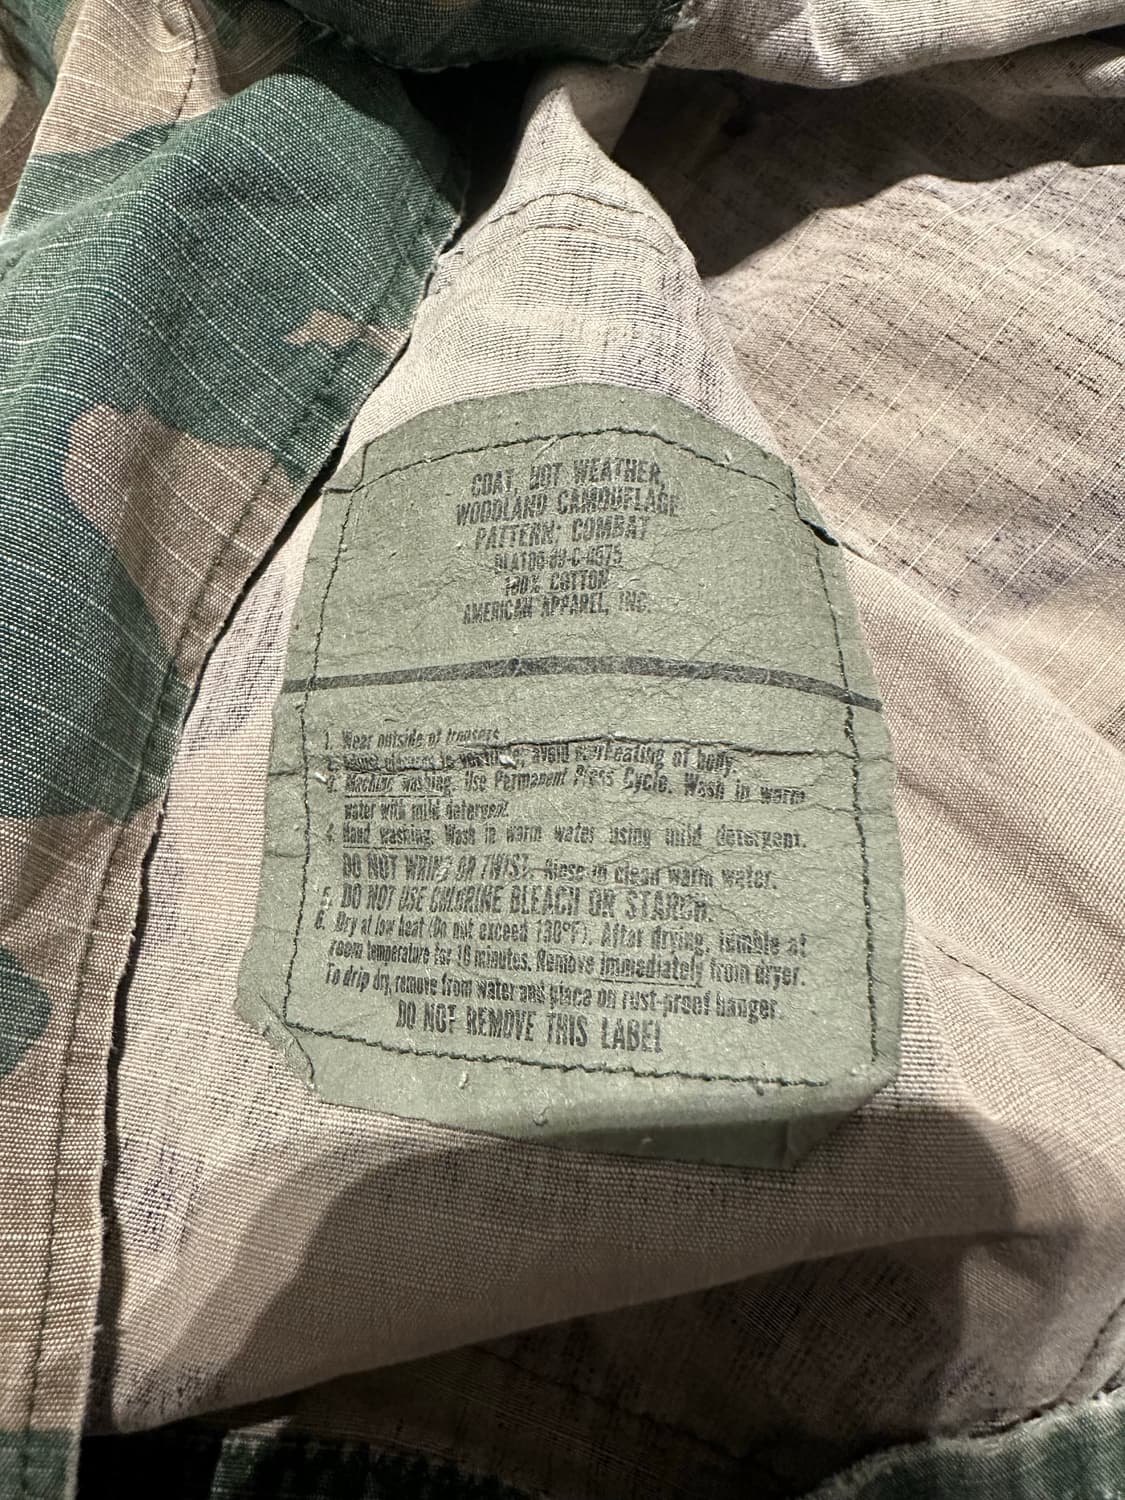 COAT, HOT WEATHER,
WOODLAND CAMOUFLAGE
PATTERN: COMBAT
100% COTTON
AMERICAN APPAREL, INC.
1. Wear outside of trousers
2. avoid overheating of body.
3. Machine washing. Use Permanent Press Cycle. Wash in warm
water with mild detergent.
4. Hand washing. Wash in warm water using mild detergent.
DO NOT WRING OR TWIST. Rinse in clean warm water.
5. DO NOT USE CHLORINE BLEACH OR STARCH.
6. Dry at low heat (Do not exceed 130°F). After drying, tumble at
room temperature for 10 minutes. Remove immediately from dryer.
To drip dry, remove from water and place on rust-proof hanger.
DO NOT REMOVE THIS LABEL